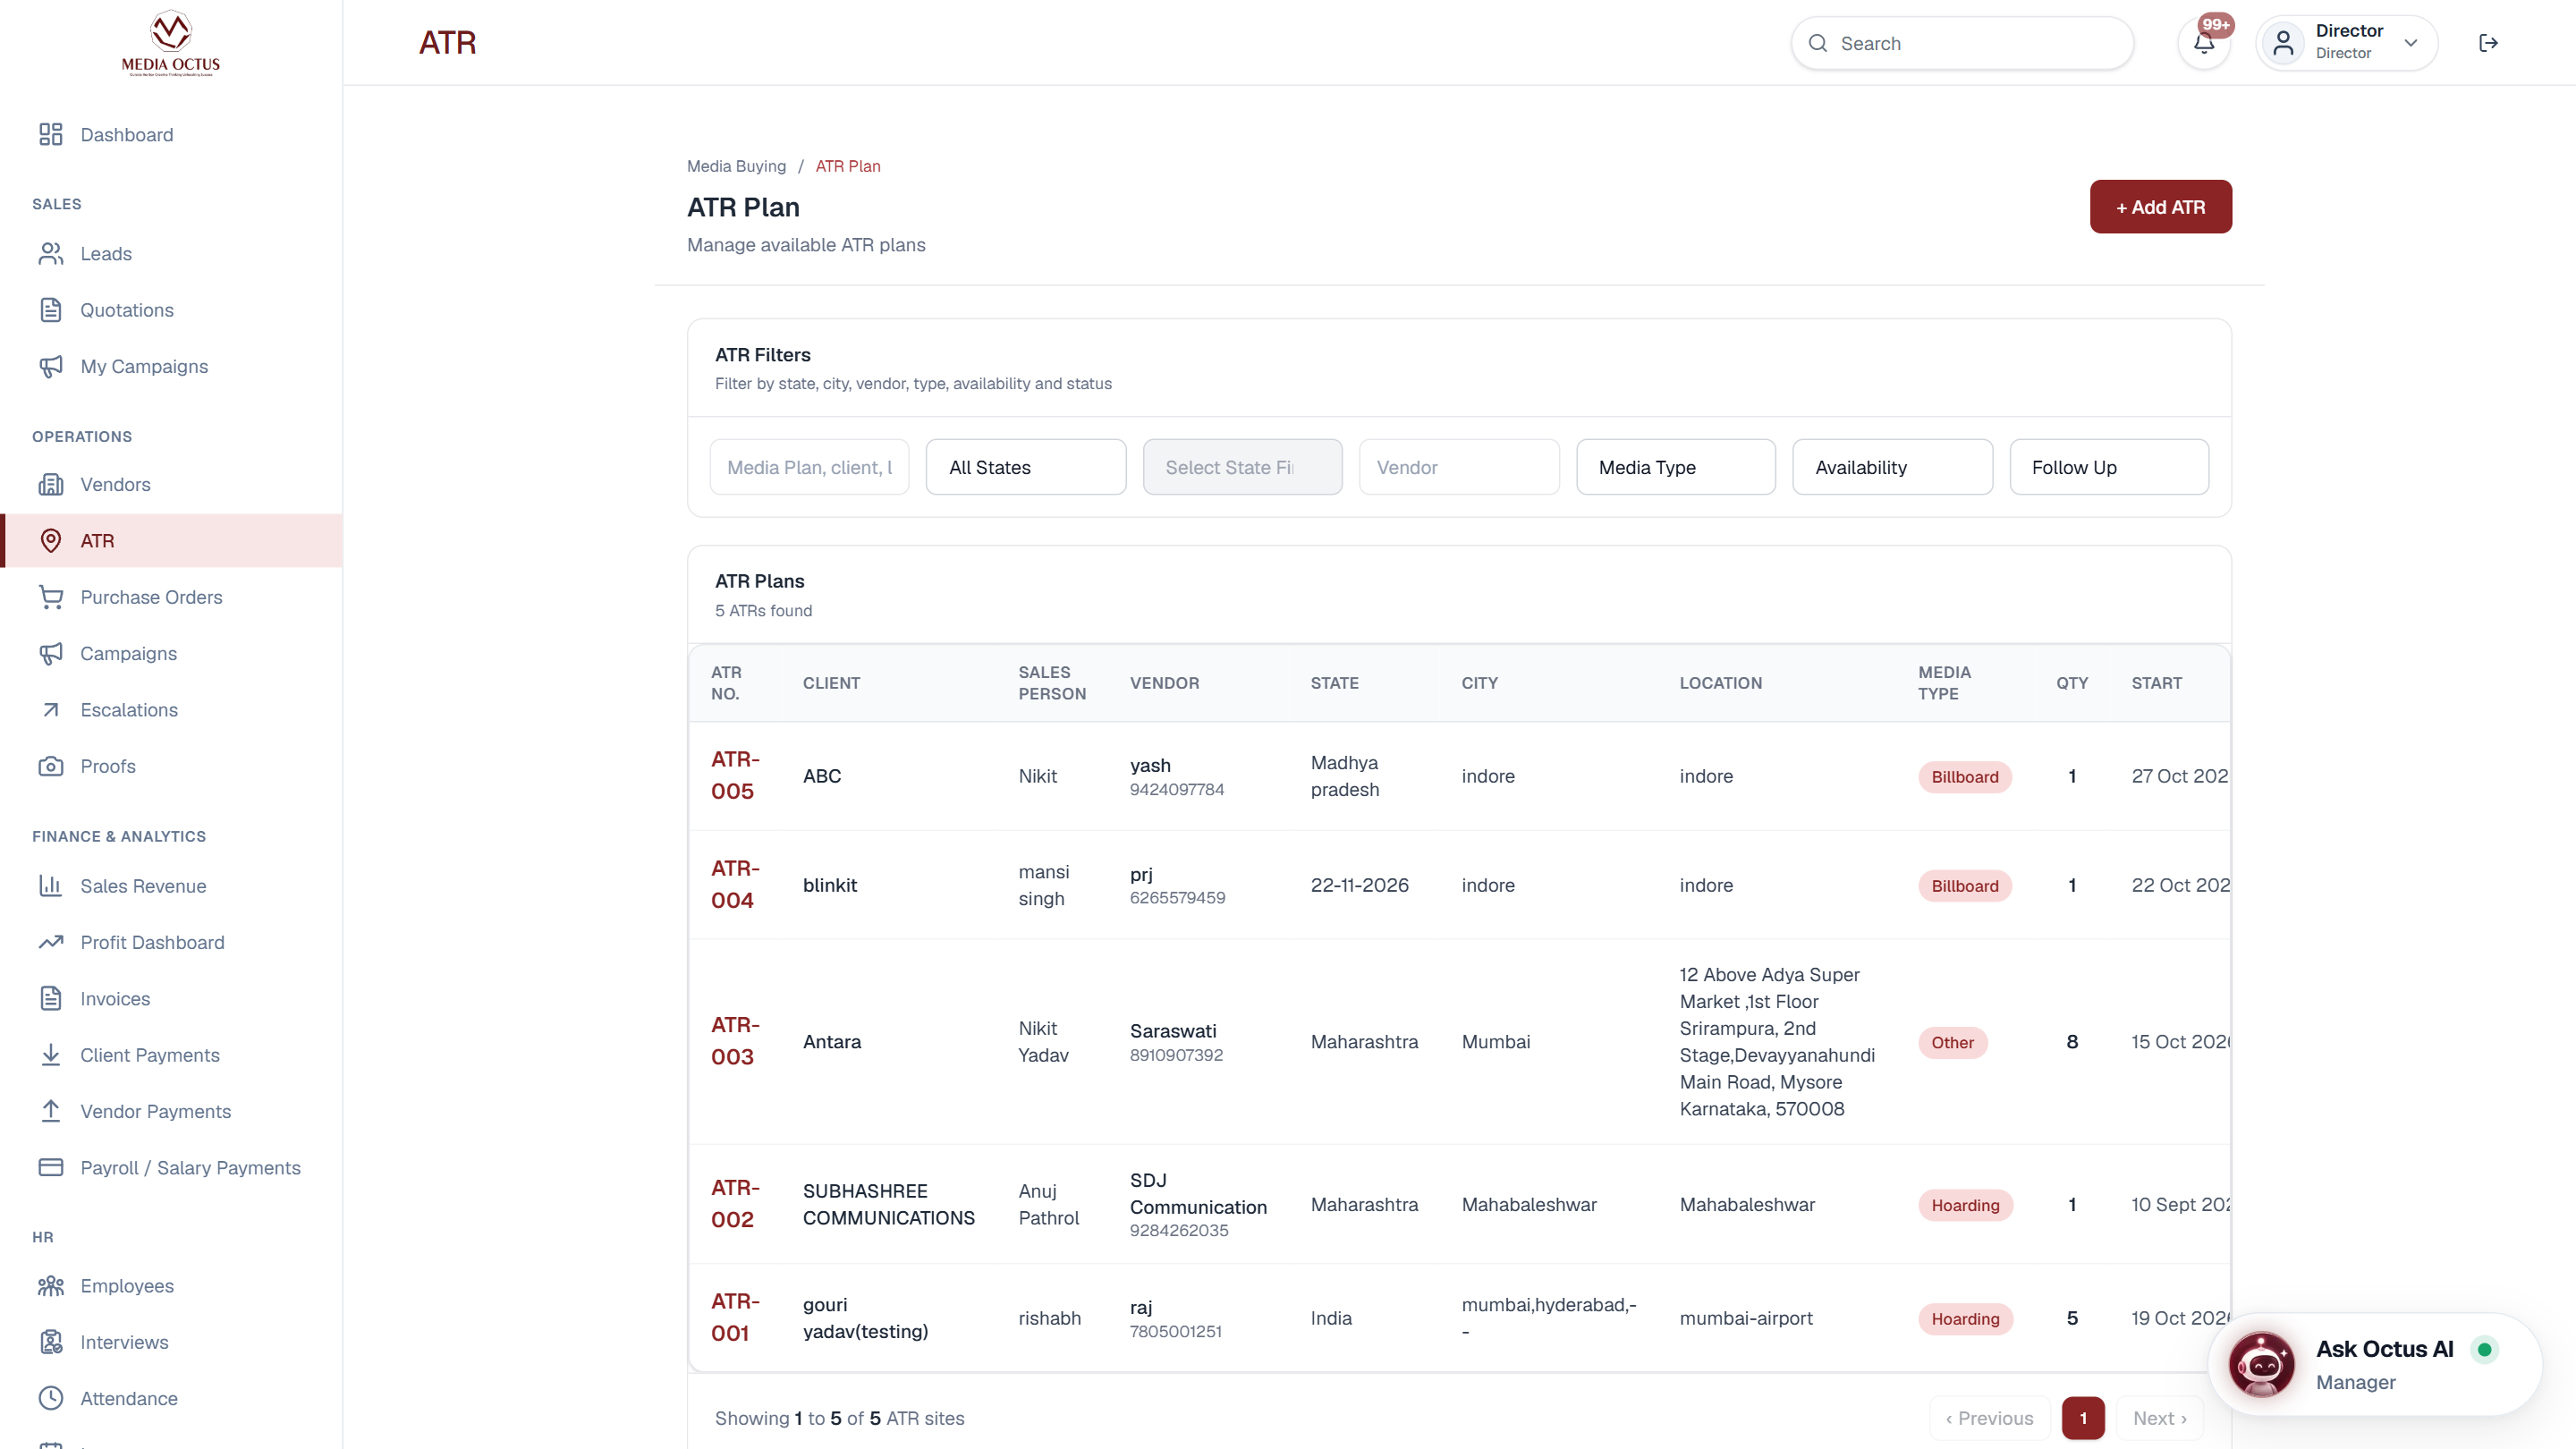 MEDIA OCTUS
ATR
Search
99+
Director
Director
Dashboard
SALES
Leads
Quotations
My Campaigns
OPERATIONS
Vendors
ATR
Purchase Orders
Campaigns
Escalations
Proofs
FINANCE & ANALYTICS
Sales Revenue
Profit Dashboard
Invoices
Client Payments
Vendor Payments
Payroll / Salary Payments
HR
Employees
Interviews
Attendance
Media Buying / ATR Plan
ATR Plan
Manage available ATR plans
+ Add ATR
ATR Filters
Filter by state, city, vendor, type, availability and status
Media Plan, client, l
All States
Select State Fi
Vendor
Media Type
Availability
Follow Up
ATR Plans
5 ATRs found
ATR NO. CLIENT SALES PERSON VENDOR STATE CITY LOCATION MEDIA TYPE QTY START
ATR-
005
ABC
Nikit
yash
9424097784
Madhya
pradesh
indore
indore
Billboard
1
27 Oct 202
ATR-
004
blinkit
mansi
singh
prj
6265579459
22-11-2026
indore
indore
Billboard
1
22 Oct 202
ATR-
003
Antara
Nikit
Yadav
Saraswati
8910907392
Maharashtra
Mumbai
12 Above Adya Super
Market ,1st Floor
Srirampura, 2nd
Stage,Devayyanahundi
Main Road, Mysore
Karnataka, 570008
Other
8
15 Oct 2026
ATR-
002
SUBHASHREE
COMMUNICATIONS
Anuj
Pathrol
SDJ
Communication
9284262035
Maharashtra
Mahabaleshwar
Mahabaleshwar
Hoarding
1
10 Sept 202
ATR-
001
gouri
yadav(testing)
rishabh
raj
7805001251
India
mumbai,hyderabad,-
-
mumbai-airport
Hoarding
5
19 Oct 2026
Showing 1 to 5 of 5 ATR sites
‹ Previous
1
Next ›
Ask Octus AI
Manager